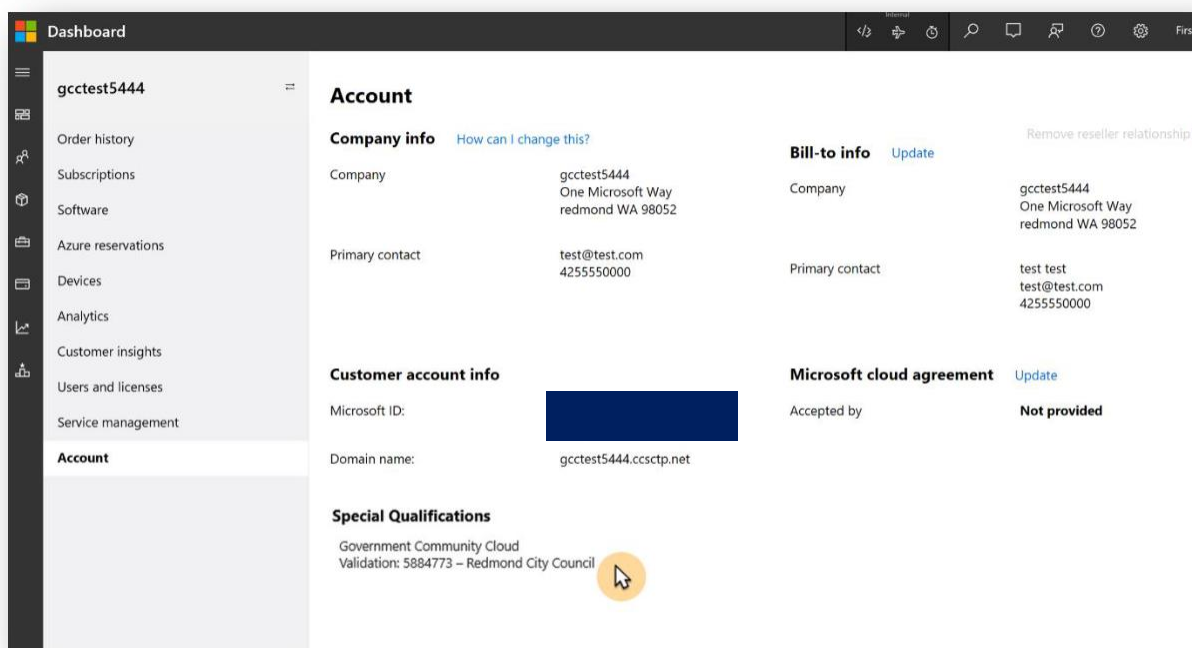 Internal
Dashboard
Firs
gcctest5444
Order history
Subscriptions
Software
Azure reservations
Devices
Analytics
Customer insights
Users and licenses
Service management
Account
Account
Company info How can I change this?
Company
gcctest5444
One Microsoft Way
redmond WA 98052
Primary contact
test@test.com
4255550000
Remove reseller relationship
Bill-to info Update
Company
gcctest5444
One Microsoft Way
redmond WA 98052
Primary contact
test test
test@test.com
4255550000
Customer account info
Microsoft ID:
Domain name: gcctest5444.ccsctp.net
Microsoft cloud agreement Update
Accepted by Not provided
Special Qualifications
Government Community Cloud
Validation: 5884773 – Redmond City Council